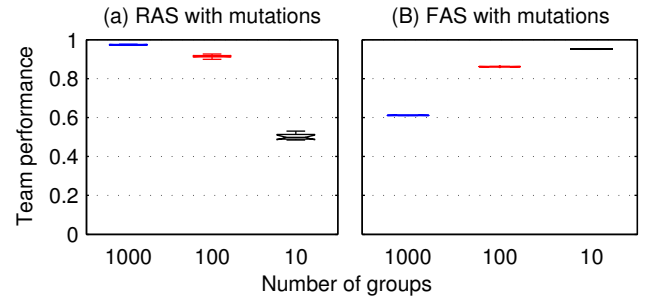 (a) RAS with mutations
(B) FAS with mutations
Team performance
1
0.8
0.6
0.4
0.2
0
1000 100 10
1000 100 10
Number of groups